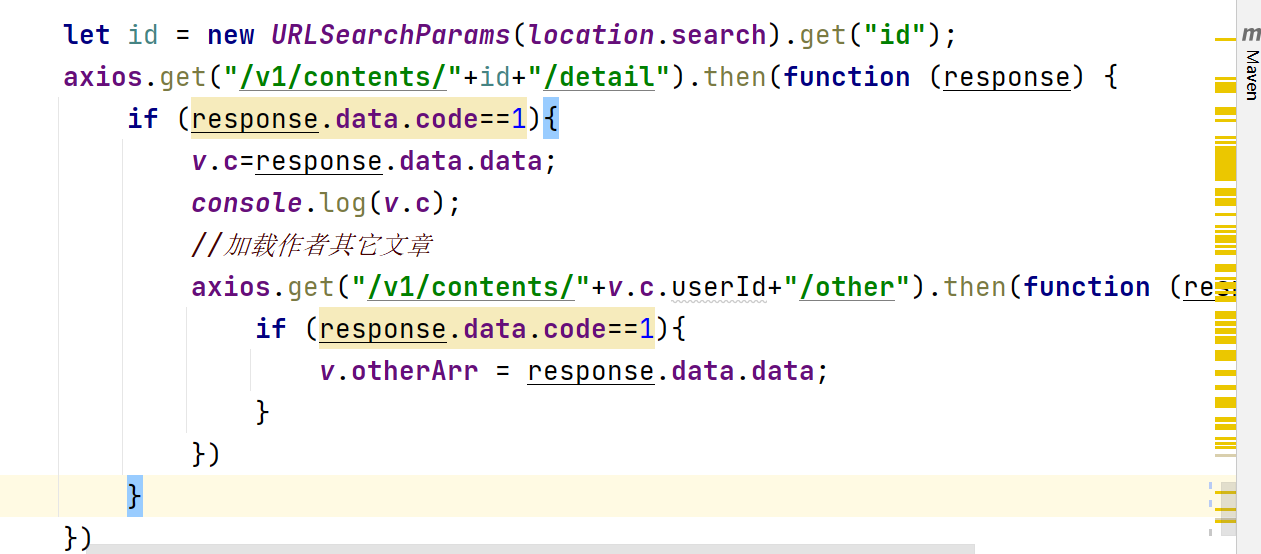 let id = new URLSearchParams(location.search).get("id");
axios.get("/v1/contents/"+id+"/detail").then(function (response) {
if (response.data.code==1){
v.c=response.data.data;
console.log(v.c);
//加载作者其它文章
axios.get("/v1/contents/"+v.c.userId+"/other").then(function (res
if (response.data.code==1){
v.otherArr = response.data.data;
}
})
}
})
m
Maven